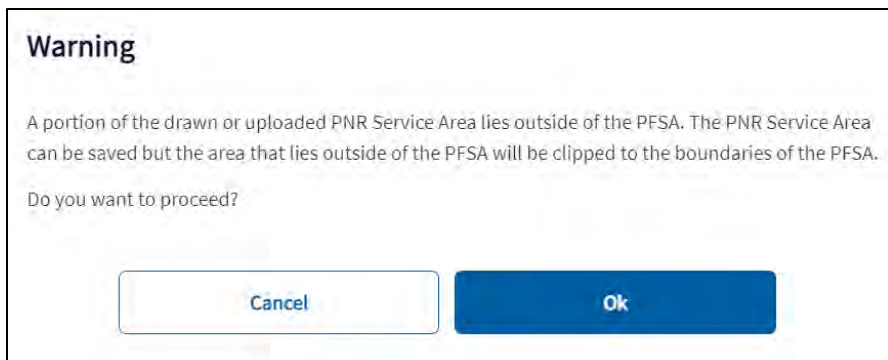 Warning
A portion of the drawn or uploaded PNR Service Area lies outside of the PFSA. The PNR Service Area
can be saved but the area that lies outside of the PFSA will be clipped to the boundaries of the PFSA.
Do you want to proceed?
Cancel
Ok